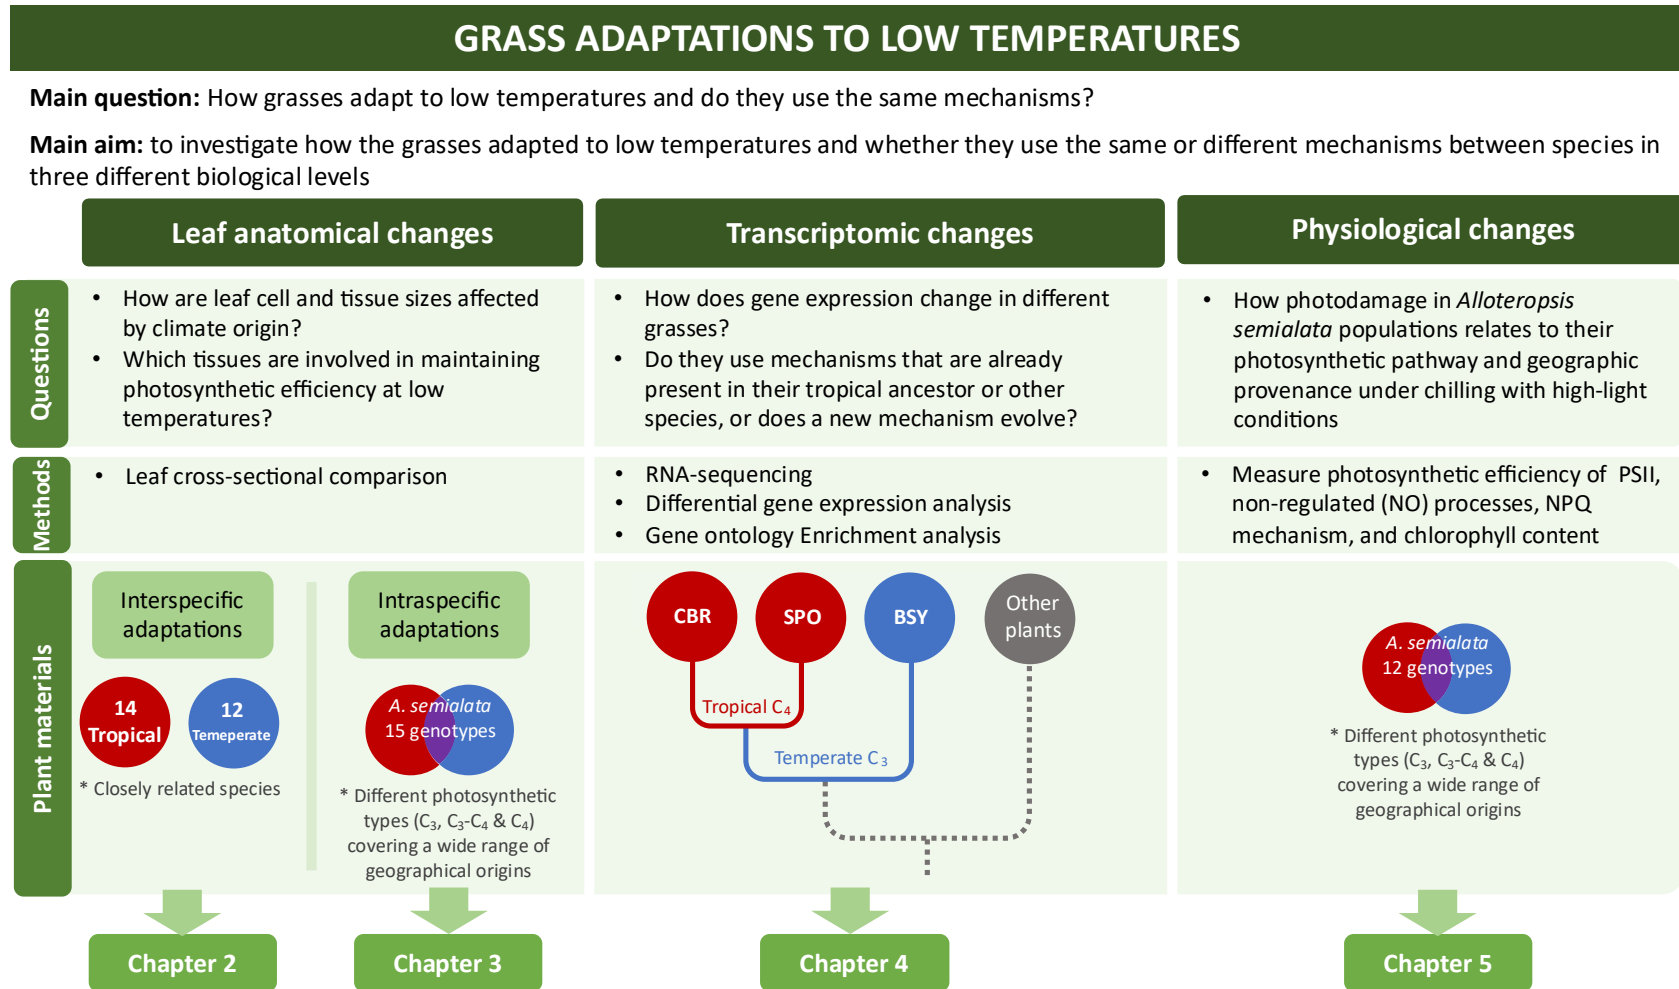 GRASS ADAPTATIONS TO LOW TEMPERATURES
Main question: How grasses adapt to low temperatures and do they use the same mechanisms?
Main aim: to investigate how the grasses adapted to low temperatures and whether they use the same or different mechanisms between species in
three different biological levels
Leaf anatomical changes
Transcriptomic changes
Physiological changes
Questions
• How are leaf cell and tissue sizes affected
by climate origin?
• Which tissues are involved in maintaining
photosynthetic efficiency at low
temperatures?
• How does gene expression change in different
grasses?
• Do they use mechanisms that are already
present in their tropical ancestor or other
species, or does a new mechanism evolve?
• How photodamage in Alloteropsis
semialata populations relates to their
photosynthetic pathway and geographic
provenance under chilling with high-light
conditions
Methods
• Leaf cross-sectional comparison
• RNA-sequencing
• Differential gene expression analysis
• Gene ontology Enrichment analysis
• Measure photosynthetic efficiency of PSII,
non-regulated (NO) processes, NPQ
mechanism, and chlorophyll content
Plant materials
Interspecific
adaptations
14
Tropical
12
Temeperate
* Closely related species
Intraspecific
adaptations
A. semialata
15 genotypes
* Different photosynthetic
types (C₃, C₃-C₄ & C₄)
covering a wide range of
geographical origins
CBR
SPO
BSY
Other
plants
Tropical C₄
Temperate C₃
A. semialata
12 genotypes
* Different photosynthetic
types (C₃, C₃-C₄ & C₄)
covering a wide range of
geographical origins
Chapter 2
Chapter 3
Chapter 4
Chapter 5